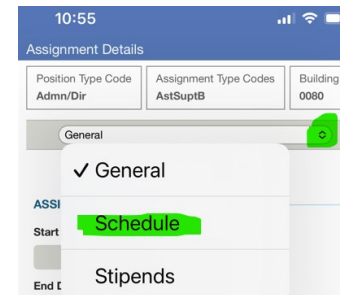 10:55
Assignment Details
Position Type Code
Admn/Dir
Assignment Type Codes
AstSuptB
Building
0080
General
✓ General
ASSI
Schedule
Start
Stipends
End D